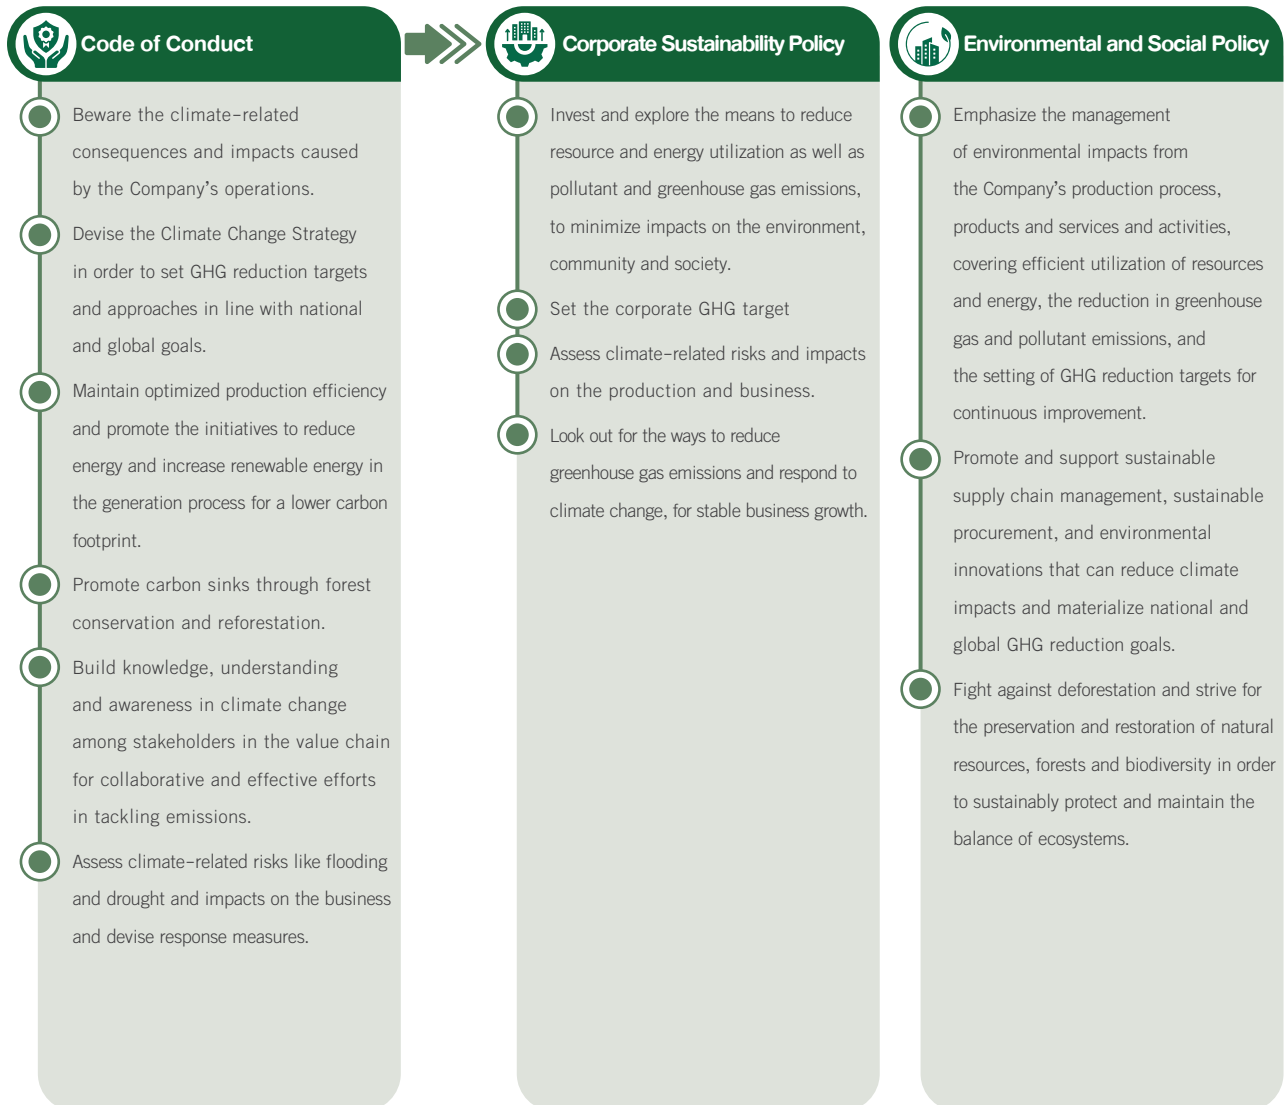 Code of Conduct
Beware the climate-related
consequences and impacts caused
by the Company's operations.
Devise the Climate Change Strategy
in order to set GHG reduction targets
and approaches in line with national
and global goals.
Maintain optimized production efficiency
and promote the initiatives to reduce
energy and increase renewable energy in
the generation process for a lower carbon
footprint.
Promote carbon sinks through forest
conservation and reforestation.
Build knowledge, understanding
and awareness in climate change
among stakeholders in the value chain
for collaborative and effective efforts
in tackling emissions.
Assess climate-related risks like flooding
and drought and impacts on the business
and devise response measures.
Corporate Sustainability Policy
Invest and explore the means to reduce
resource and energy utilization as well as
pollutant and greenhouse gas emissions,
to minimize impacts on the environment,
community and society.
Set the corporate GHG target
Assess climate-related risks and impacts
on the production and business.
Look out for the ways to reduce
greenhouse gas emissions and respond to
climate change, for stable business growth.
Environmental and Social Policy
Emphasize the management
of environmental impacts from
the Company's production process,
products and services and activities,
covering efficient utilization of resources
and energy, the reduction in greenhouse
gas and pollutant emissions, and
the setting of GHG reduction targets for
continuous improvement.
Promote and support sustainable
supply chain management, sustainable
procurement, and environmental
innovations that can reduce climate
impacts and materialize national and
global GHG reduction goals.
Fight against deforestation and strive for
the preservation and restoration of natural
resources, forests and biodiversity in order
to sustainably protect and maintain the
balance of ecosystems.